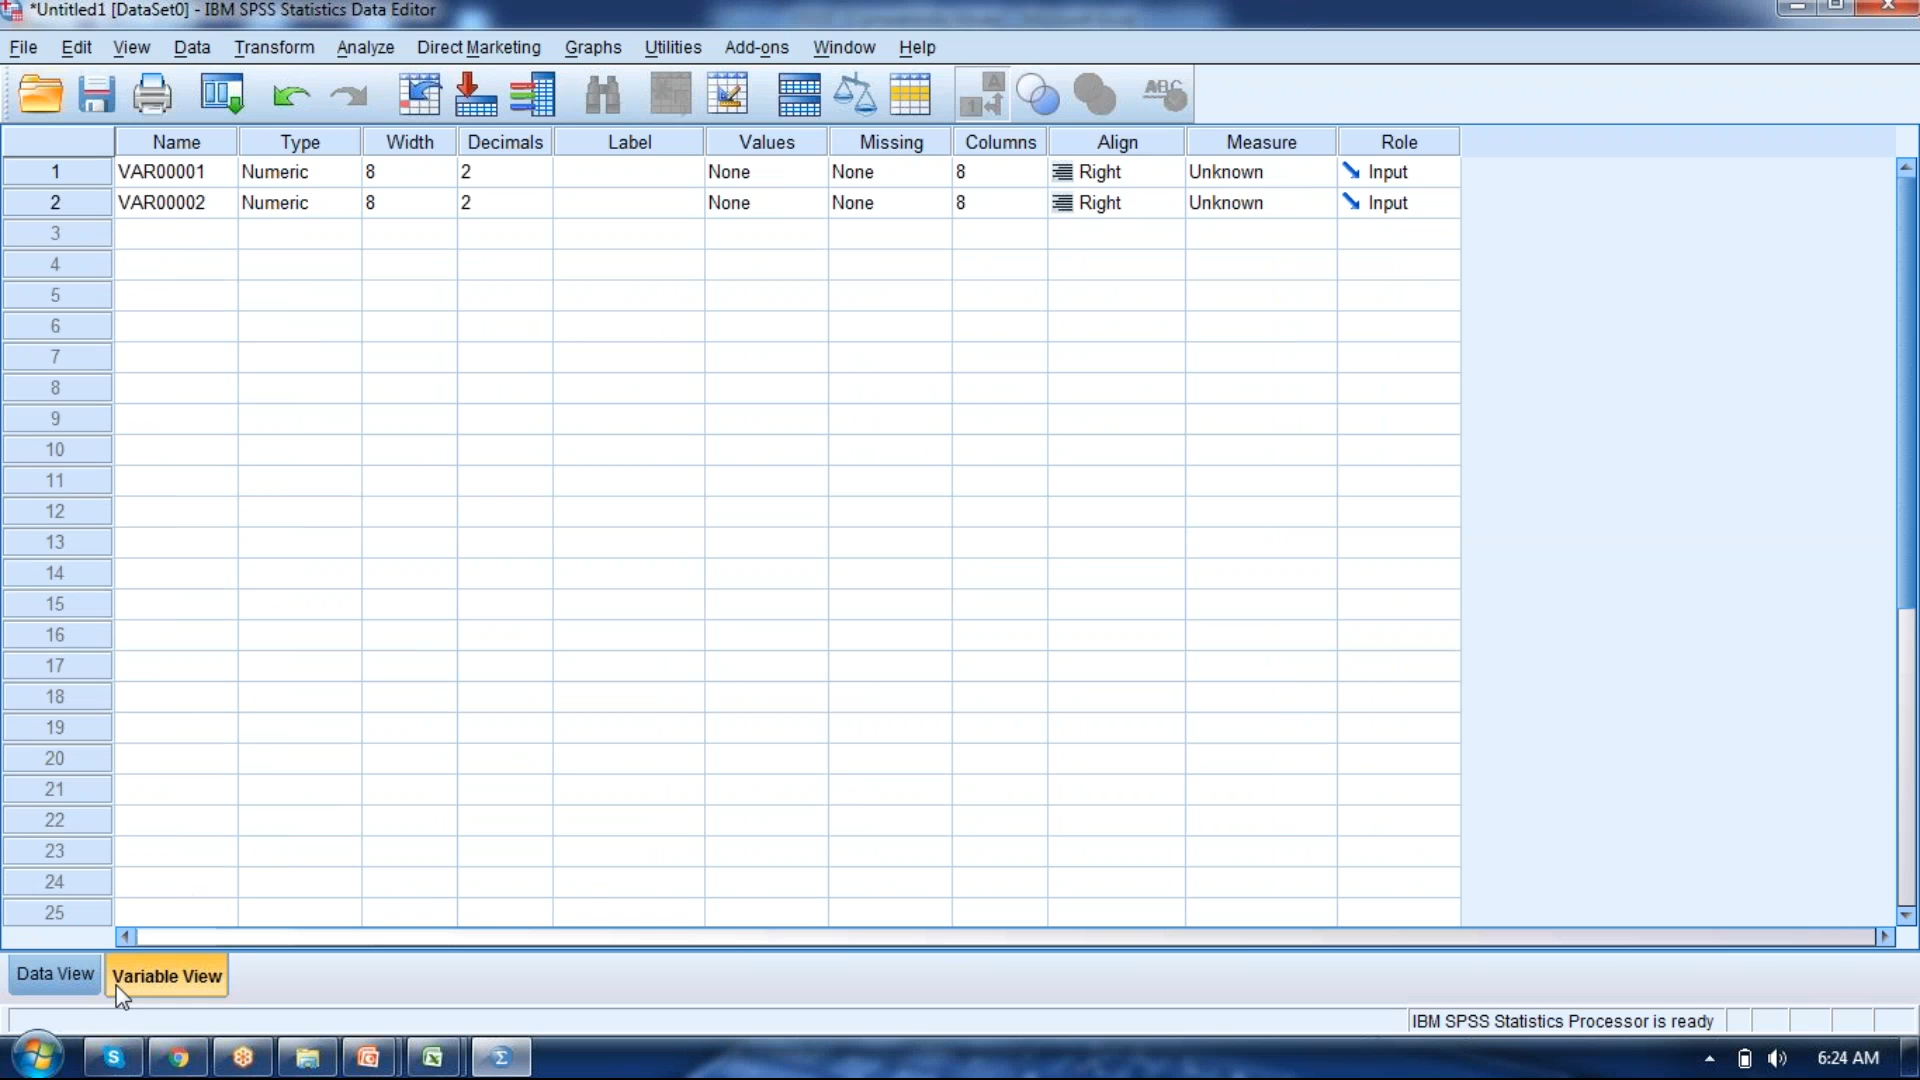 *Untitled1 [DataSet0] - IBM SPSS Statistics Data Editor
File Edit View Data Transform Analyze Direct Marketing Graphs Utilities Add-ons Window Help
A
1
ABC
Name Type Width Decimals Label Values Missing Columns Align Measure Role
1 VAR00001 Numeric 8 2 None None 8 Right Unknown Input
2 VAR00002 Numeric 8 2 None None 8 Right Unknown Input
3
4
5
6
7
8
9
10
11
12
13
14
15
16
17
18
19
20
21
22
23
24
25
Data View Variable View
IBM SPSS Statistics Processor is ready
S Σ 6:24 AM